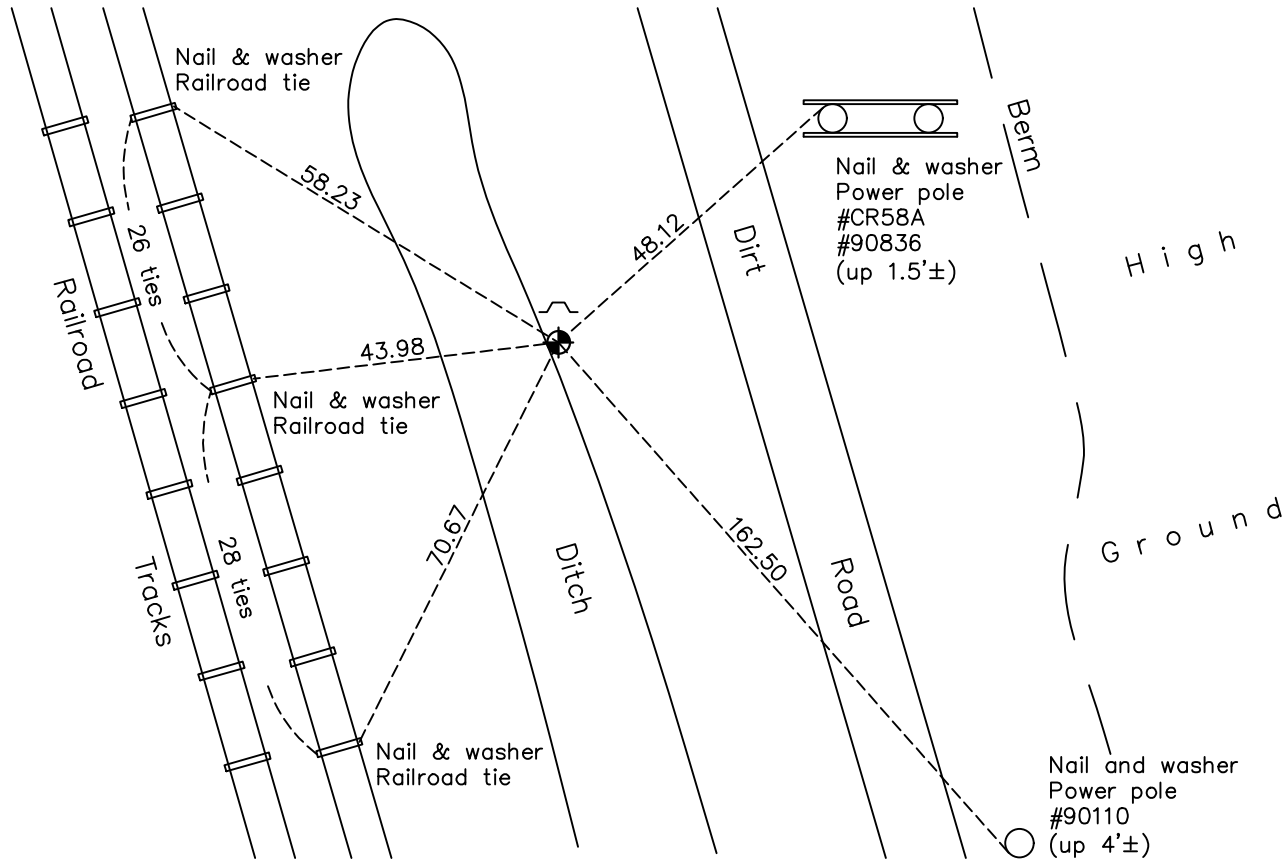 Nail & washer
Railroad tie
58.23
26 ties
Railroad
43.98
Nail & washer
Railroad tie
48.12
Dirt
Nail & washer
Power pole
#CR58A
#90836
(up 1.5'±)
Berm
High
Ground
28 ties
Tracks
70.67
Ditch
162.50
Road
Nail & washer
Railroad tie
Nail and washer
Power pole
#90110
(up 4'±)